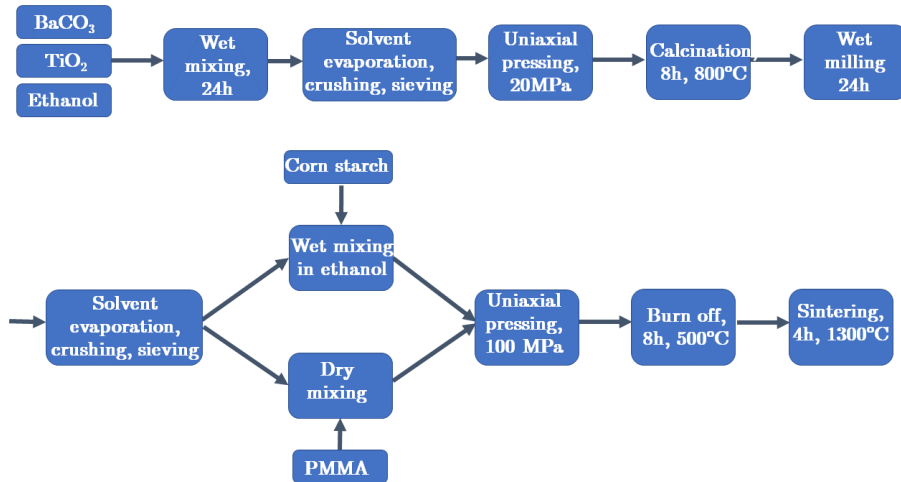 BaCO₃
TiO₂
Ethanol
Wet
mixing,
24h
Solvent
evaporation,
crushing, sieving
Uniaxial
pressing,
20MPa
Calcination,
8h, 800°C
Wet
milling
24h
Corn starch
Wet mixing
in ethanol
Solvent
evaporation,
crushing, sieving
Dry
mixing
PMMA
Uniaxial
pressing,
100 MPa
Burn off,
8h, 500°C
Sintering,
4h, 1300°C